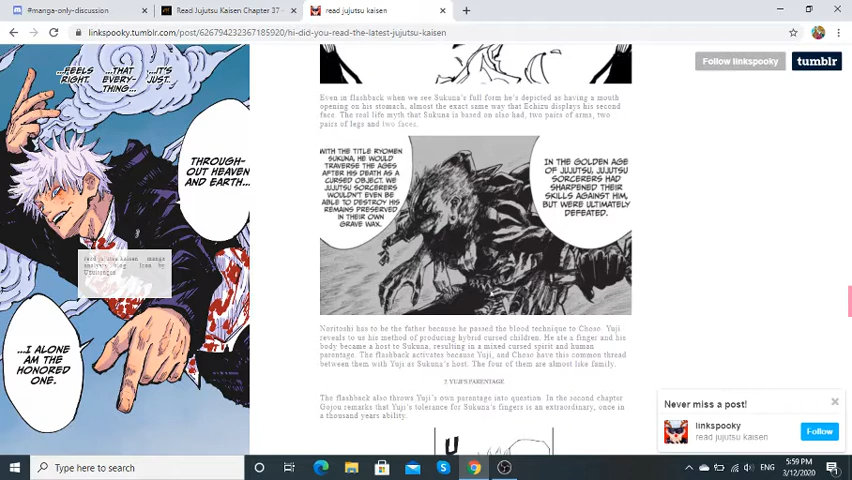 #manga-only-discussion
Read Jujutsu Kaisen Chapter 37 -
read jujutsu kaisen
linkspooky.tumblr.com/post/626794232367185920/hi-did-you-read-the-latest-jujutsu-kaisen
Follow linkspooky
tumblr
...FEELS
RIGHT.
...THAT
EVERY-
THING...
...IT'S
JUST.
THROUGH-
OUT HEAVEN
AND EARTH...
read jujutsu kaisen manga
...I ALONE
AM THE
HONORED
ONE.
Even in flashback when we see Sukuna's full form he's depicted as having a mouth
opening on his stomach, almost the exact same way that Echizu displays his second
face. The real life myth that Sukuna is based on also had, two pairs of arms, two
pairs of legs and two faces.
WITH THE TITLE RYOMEN
SUKUNA, HE WOULD
TRAVERSE THE AGES
AFTER HIS DEATH AS A
CURSED OBJECT. WE
JUJUTSU SORCERERS
WOULDN'T EVEN BE
ABLE TO DESTROY HIS
REMAINS PRESERVED
IN THEIR OWN
GRAVE WAX.
IN THE GOLDEN AGE
OF JUJUTSU, JUJUTSU
SORCERERS HAD
SHARPENED THEIR
SKILLS AGAINST HIM,
BUT WERE ULTIMATELY
DEFEATED.
Noritoshi has to be the father because he passed the blood technique to Choso. Yuji
reveals to us his method of producing hybrid cursed children. He ate a finger and his
body became a host to Sukuna, resulting in a mixed cursed spirit and human
parentage. The flashback activates because Yuji, and Choso have this common thread
between them with Yuji as Sukuna's host. The four of them are almost like family.
2 YUJI'S PARENTAGE
The flashback also throws Yuji's own parentage into question. In the second chapter
Gojou remarks that Yuji's tolerance for Sukuna's fingers is an extraordinary, once in
a thousand years ability.
U
Never miss a post!
linkspooky
read jujutsu kaisen
Follow
Type here to search
ENG
5:59 PM
3/12/2020